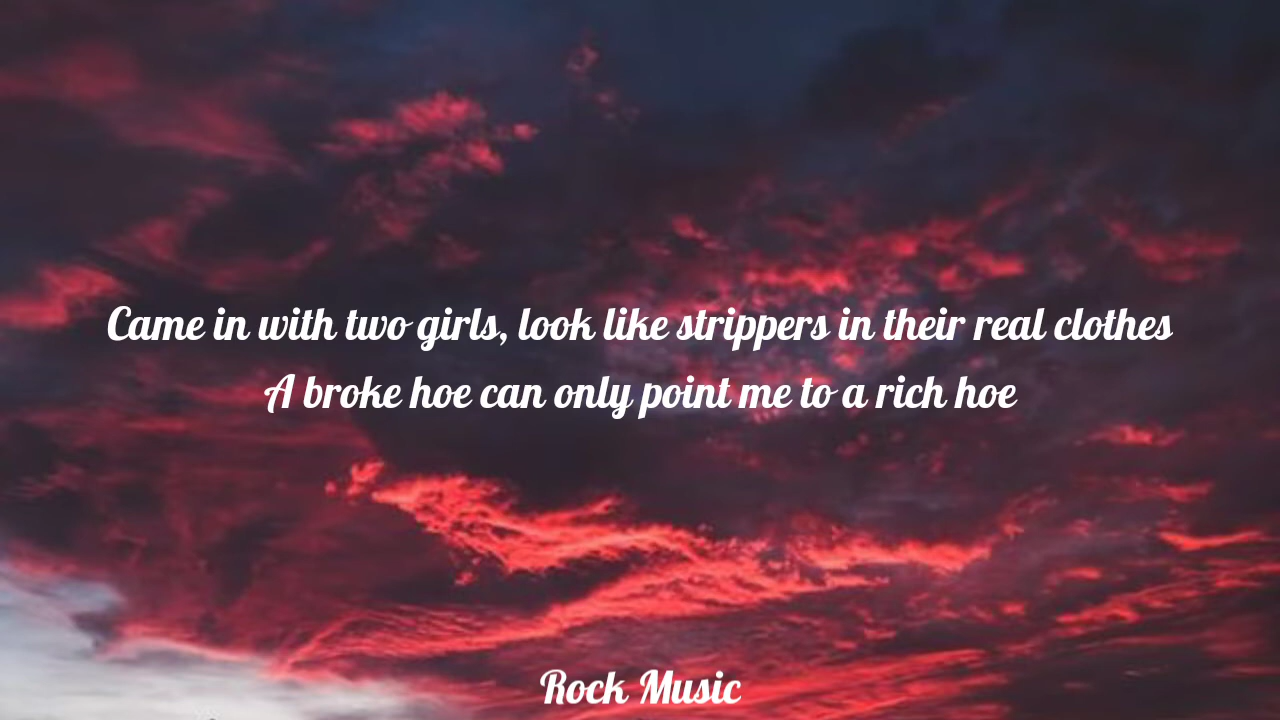 Came in with two girls, look like strippers in their real clothes
A broke hoe can only point me to a rich hoe
Rock Music